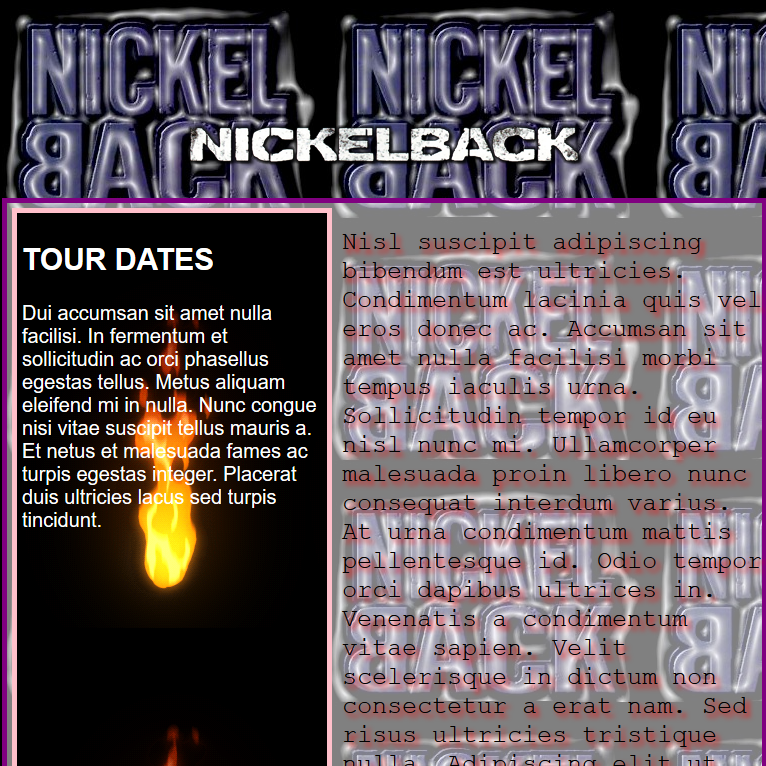 NICKEL NICKEL NICKEL
BACK BACK BACK
NICKELBACK
TOUR DATES
Dui accumsan sit amet nulla
facilisi. In fermentum et
sollicitudin ac orci phasellus
egestas tellus. Metus aliquam
eleifend mi in nulla. Nunc congue
nisi vitae suscipit tellus mauris a.
Et netus et malesuada fames ac
turpis egestas integer. Placerat
duis ultricies lacus sed turpis
tincidunt.
Nisl suscipit adipiscing
bibendum est ultricies.
Condimentum lacinia quis vel
eros donec ac. Accumsan sit
amet nulla facilisi morbi
tempus iaculis urna.
Sollicitudin tempor id eu
nisl nunc mi. Ullamcorper
malesuada proin libero nunc
consequat interdum varius.
At urna condimentum mattis
pellentesque id. Odio tempor
orci dapibus ultrices in.
Venenatis a condimentum
vitae sapien. Velit
scelerisque in dictum non
consectetur a erat nam. Sed
risus ultricies tristique
nulla. Adipiscing elit ut